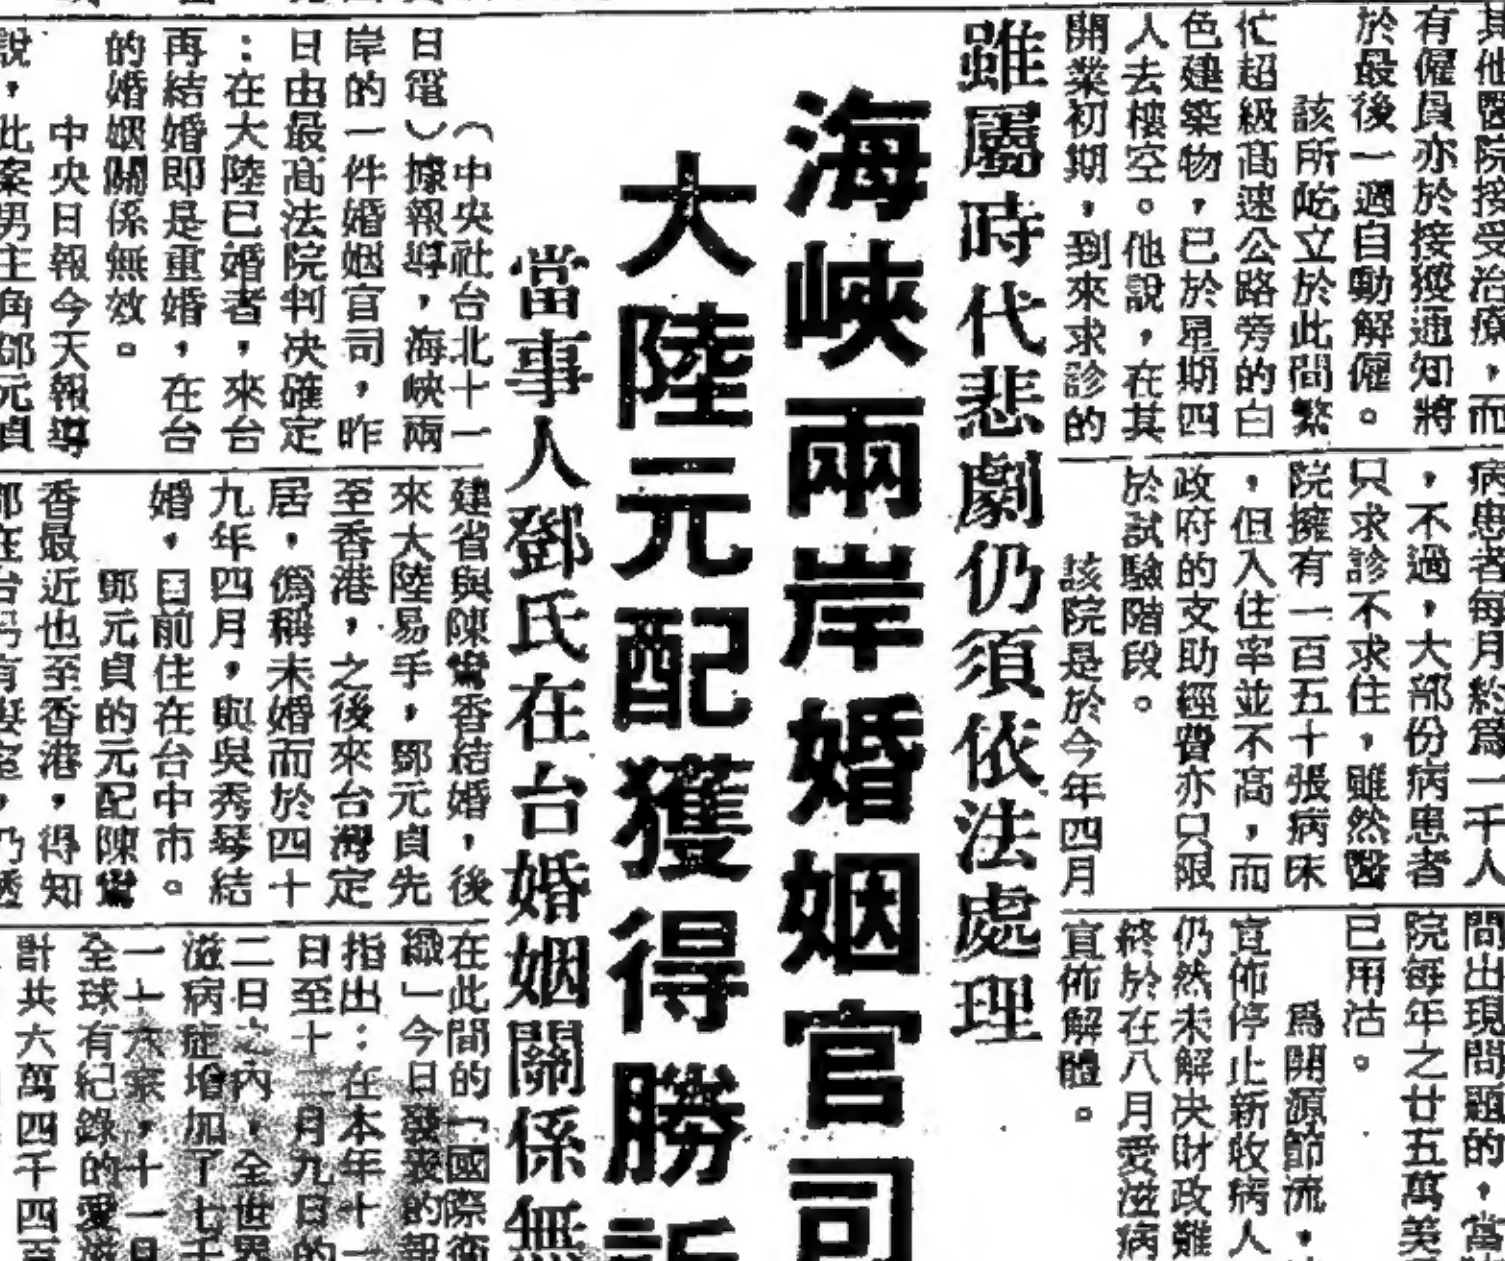 其他醫院接受治療，而
有僱員亦於接獲通知將
於最後一週自動解僱。
該所屹立於此間繁
忙超級高速公路旁的白
色建築物，已於星期四
人去樓空。他說，在其
開業初期，到來求診的
病患者每月約爲一千人
，不過，大部份病患者
只求診不求住，雖然醫
院擁有一百五十張病床
，但入住率並不高，而
政府的支助經費亦只限
於試驗階段。
該院是於今年四月
間出現問題的，當
院每年之廿五萬美
已用沽。
爲開源節流，
宣佈停止新收病人
仍然未解决財政難
終於在八月愛滋病
宣佈解體。
雖屬時代悲劇仍須依法處理
海峽兩岸婚姻官司
大陸元配獲得勝訴
當事人鄧氏在台婚姻關係無
（中央社台北十一
日電）據報導，海峽兩
岸的一件婚姻官司，昨
日由最高法院判决確定
：在大陸已婚者，來台
再結婚即是重婚，在台
的婚姻關係無效。
中央日報今天報導
說，此案男主角鄧元貞
建省與陳鸞香結婚，後
來大陸易手，鄧元貞先
至香港，之後來台灣定
居，僞稱未婚而於四十
九年四月，與吳秀琴結
婚，目前住在台中市。
鄧元貞的元配陳鸞
香最近也至香港，得知
鄧在台另有妻室，乃透
在此間的「國際衛
織」今日發表的報
指出：在本年十一
日至十二月九日的
二日之內，全世界
滋病症增加了七千
一十六宗，十一月
全球有紀錄的愛滋
計共六萬四千四百